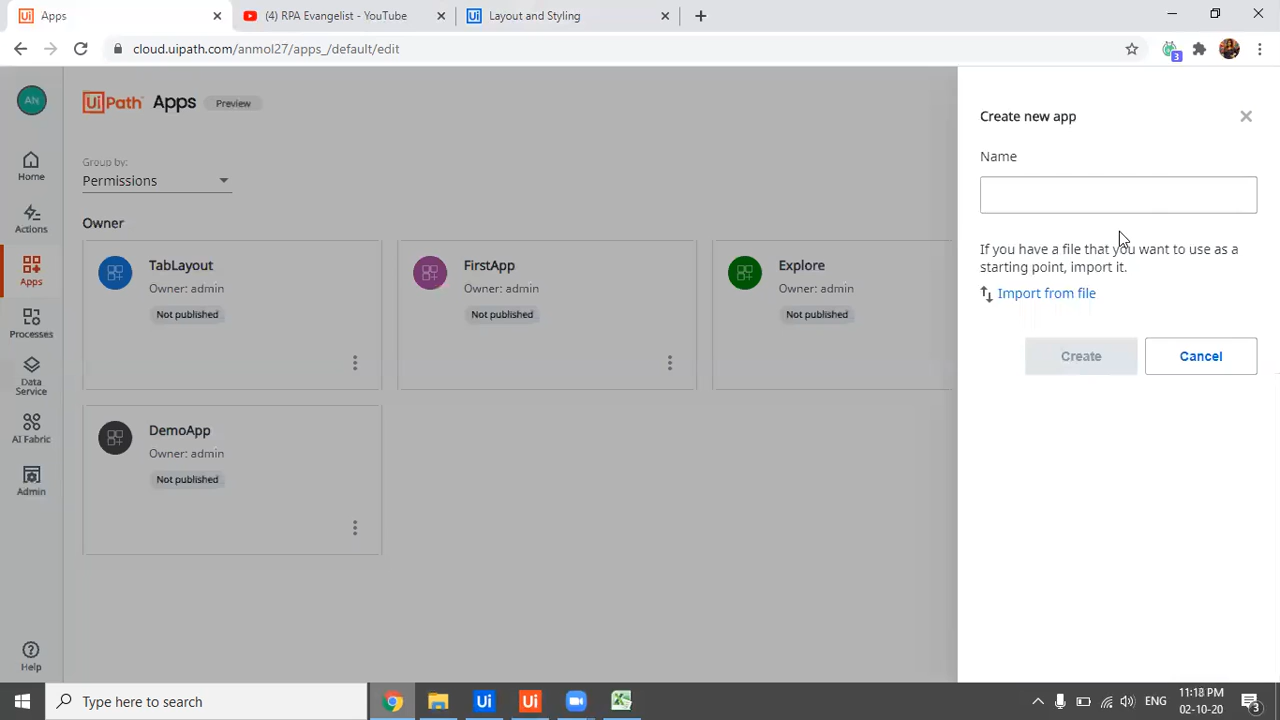 Apps
(4) RPA Evangelist - YouTube
Layout and Styling
cloud.uipath.com/anmol27/apps_/default/edit
3
AN
UiPath Apps Preview
Group by:
Permissions
Owner
TabLayout
Owner: admin
Not published
FirstApp
Owner: admin
Not published
Explore
Owner: admin
Not published
DemoApp
Owner: admin
Not published
Home
Actions
Apps
Processes
Data
Service
AI Fabric
Admin
Help
Create new app
Name
If you have a file that you want to use as a
starting point, import it.
Import from file
Create
Cancel
Type here to search
Ui
Ui
ENG
11:18 PM
02-10-20
3